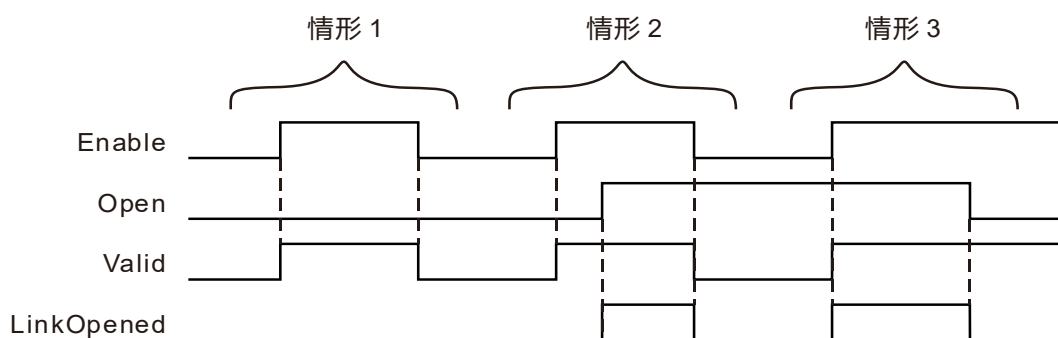 情形 1 情形 2 情形 3
Enable
Open
Valid
LinkOpened